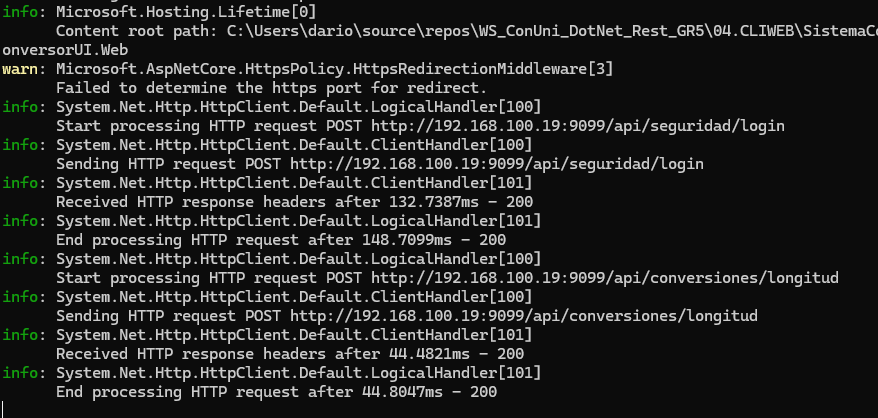 info: Microsoft.Hosting.Lifetime[0]
Content root path: C:\Users\dario\source\repos\WS_ConUni_DotNet_Rest_GR5\04.CLIWEB\SistemaC
onversorUI.Web
warn: Microsoft.AspNetCore.HttpsPolicy.HttpsRedirectionMiddleware[3]
Failed to determine the https port for redirect.
info: System.Net.Http.HttpClient.Default.LogicalHandler[100]
Start processing HTTP request POST http://192.168.100.19:9099/api/seguridad/login
info: System.Net.Http.HttpClient.Default.ClientHandler[100]
Sending HTTP request POST http://192.168.100.19:9099/api/seguridad/login
info: System.Net.Http.HttpClient.Default.ClientHandler[101]
Received HTTP response headers after 132.7387ms - 200
info: System.Net.Http.HttpClient.Default.LogicalHandler[101]
End processing HTTP request after 148.7099ms - 200
info: System.Net.Http.HttpClient.Default.LogicalHandler[100]
Start processing HTTP request POST http://192.168.100.19:9099/api/conversiones/longitud
info: System.Net.Http.HttpClient.Default.ClientHandler[100]
Sending HTTP request POST http://192.168.100.19:9099/api/conversiones/longitud
info: System.Net.Http.HttpClient.Default.ClientHandler[101]
Received HTTP response headers after 44.4821ms - 200
info: System.Net.Http.HttpClient.Default.LogicalHandler[101]
End processing HTTP request after 44.8047ms - 200